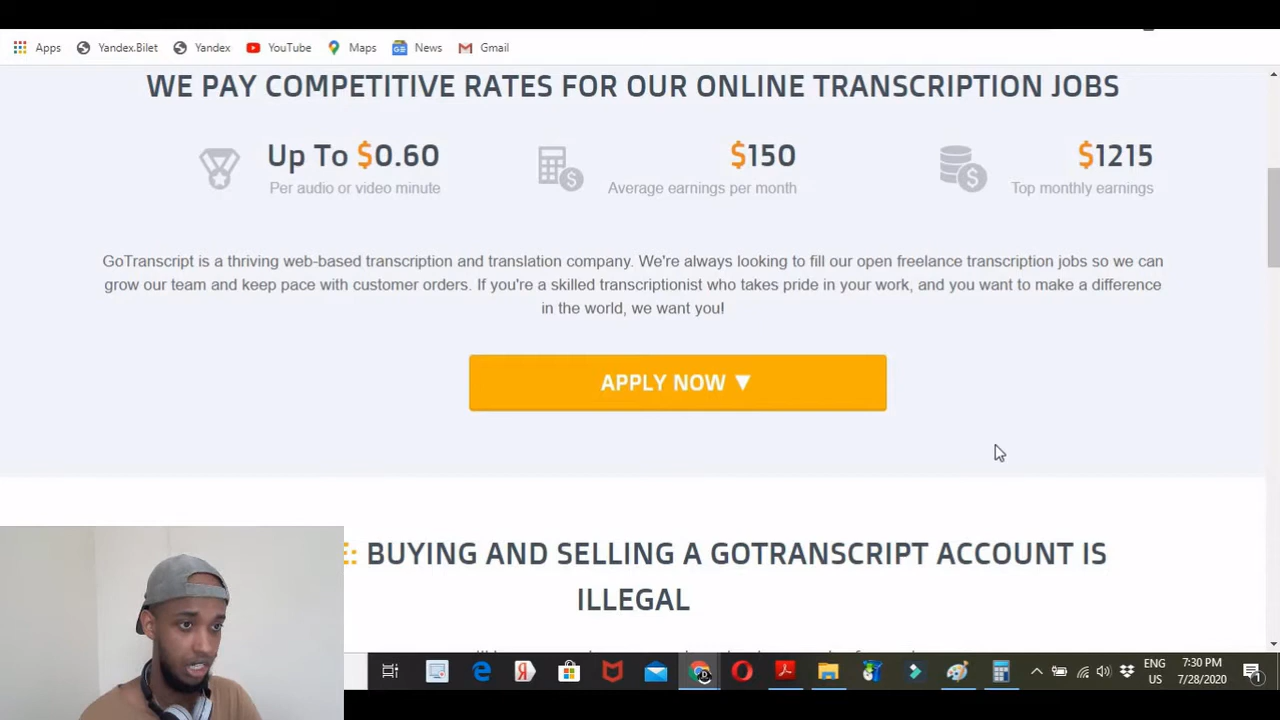 Apps Yandex.Bilet Yandex YouTube Maps News Gmail
WE PAY COMPETITIVE RATES FOR OUR ONLINE TRANSCRIPTION JOBS
Up To $0.60
Per audio or video minute
$150
Average earnings per month
$1215
Top monthly earnings
GoTranscript is a thriving web-based transcription and translation company. We're always looking to fill our open freelance transcription jobs so we can
grow our team and keep pace with customer orders. If you're a skilled transcriptionist who takes pride in your work, and you want to make a difference
in the world, we want you!
APPLY NOW ▼
BUYING AND SELLING A GOTRANSCRIPT ACCOUNT IS
ILLEGAL
ENG
US
7:30 PM
7/28/2020